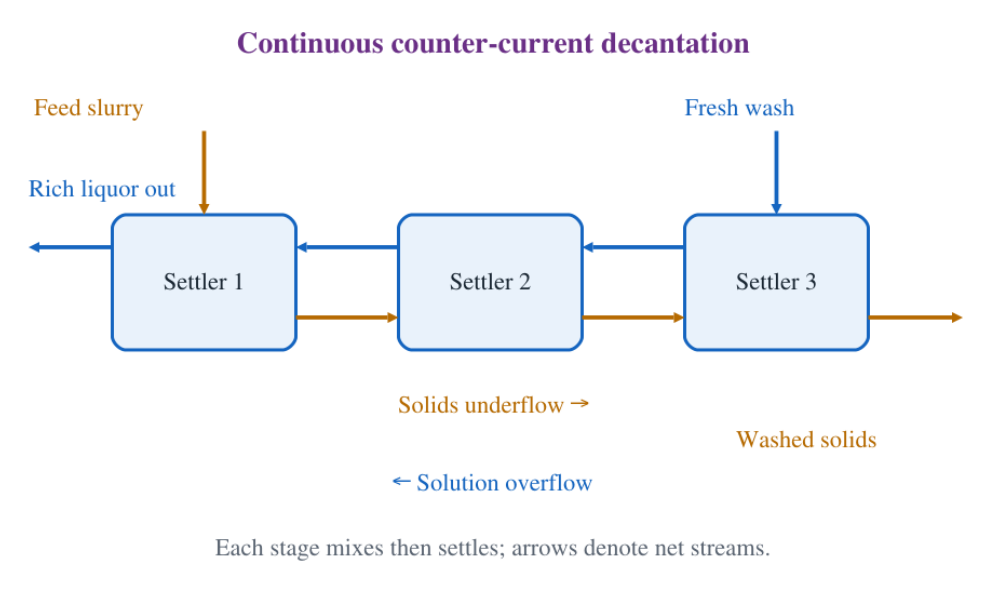 Continuous counter-current decantation
Feed slurry
Fresh wash
Rich liquor out
Settler 1
Settler 2
Settler 3
Solids underflow →
Washed solids
← Solution overflow
Each stage mixes then settles; arrows denote net streams.